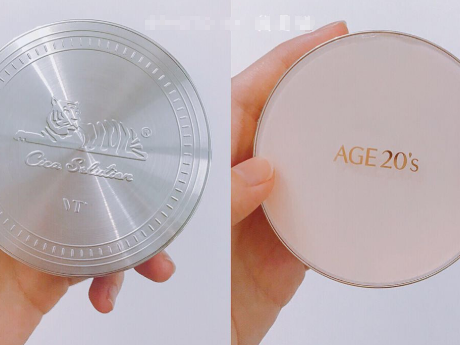 ®
Cica Solution
VT
AGE 20's